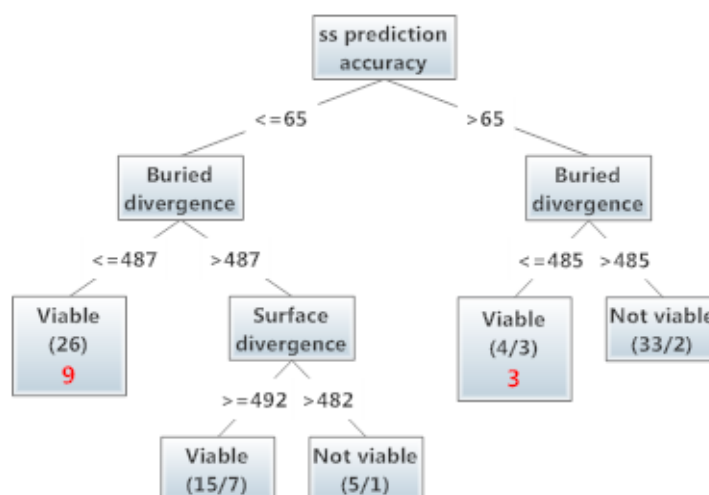 ss prediction
accuracy
<=65
>65
Buried
divergence
Buried
divergence
<=487
>487
<=485
>485
Viable
(26)
9
Surface
divergence
Viable
(4/3)
3
Not viable
(33/2)
>=492
>482
Viable
(15/7)
Not viable
(5/1)